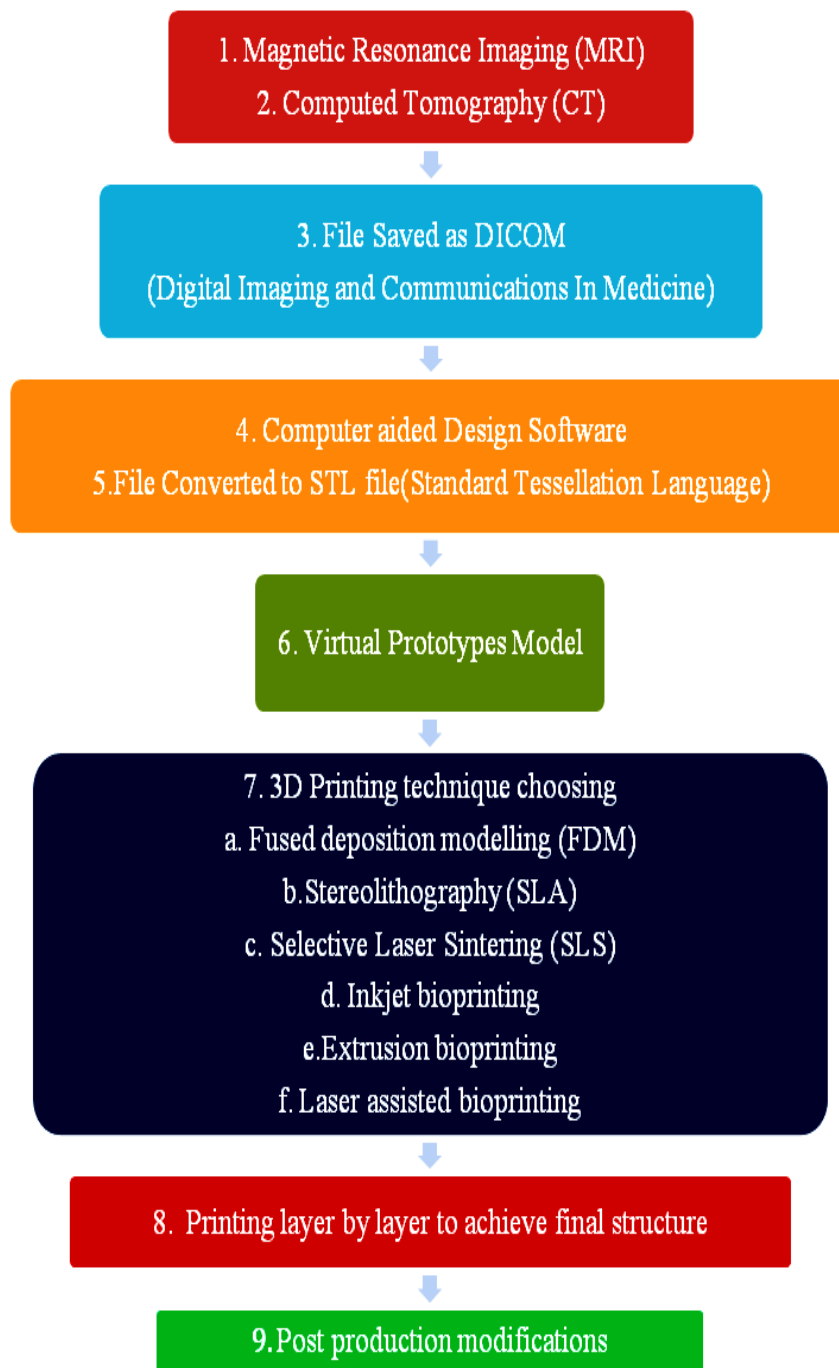 1. Magnetic Resonance Imaging (MRI)
2. Computed Tomography (CT)
3. File Saved as DICOM
(Digital Imaging and Communications In Medicine)
4. Computer aided Design Software
5.File Converted to STL file(Standard Tessellation Language)
6. Virtual Prototypes Model
7. 3D Printing technique choosing
a. Fused deposition modelling (FDM)
b.Stereolithography (SLA)
c. Selective Laser Sintering (SLS)
d. Inkjet bioprinting
e.Extrusion bioprinting
f. Laser assisted bioprinting
8. Printing layer by layer to achieve final structure
9. Post production modifications